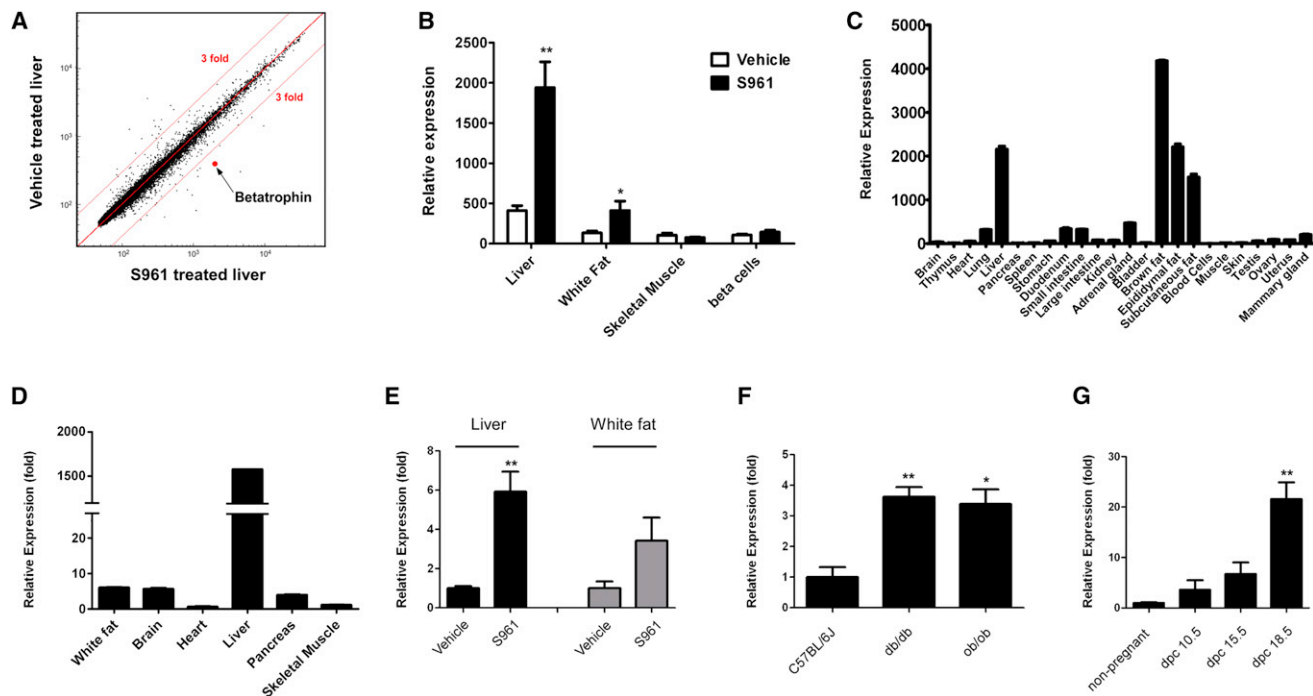 A
Vehicle treated liver
10⁴
10³
10²
3 fold
3 fold
Betatrophin
10² 10³ 10⁴
S961 treated liver
B
Relative expression
2500
2000
1500
1000
500
0
**
*
Vehicle
S961
Liver
White Fat
Skeletal Muscle
beta cells
C
Relative Expression
5000
4000
3000
2000
1000
0
Brain
Thymus
Heart
Lung
Liver
Pancreas
Spleen
Stomach
Duodenum
Small intestine
Large intestine
Kidney
Adrenal gland
Bladder
Brown fat
Epididymal fat
Subcutaneous fat
Blood Cells
Muscle
Skin
Testis
Ovary
Uterus
Mammary gland
D
Relative Expression (fold)
2000
1500
20
10
0
White fat
Brain
Heart
Liver
Pancreas
Skeletal Muscle
E
Liver
White fat
Relative Expression (fold)
8
6
4
2
0
**
Vehicle
S961
Vehicle
S961
F
Relative Expression (fold)
5
4
3
2
1
0
**
*
C57BL/6J
db/db
ob/ob
G
Relative Expression (fold)
30
20
10
0
**
non-pregnant
dpc 10.5
dpc 15.5
dpc 18.5